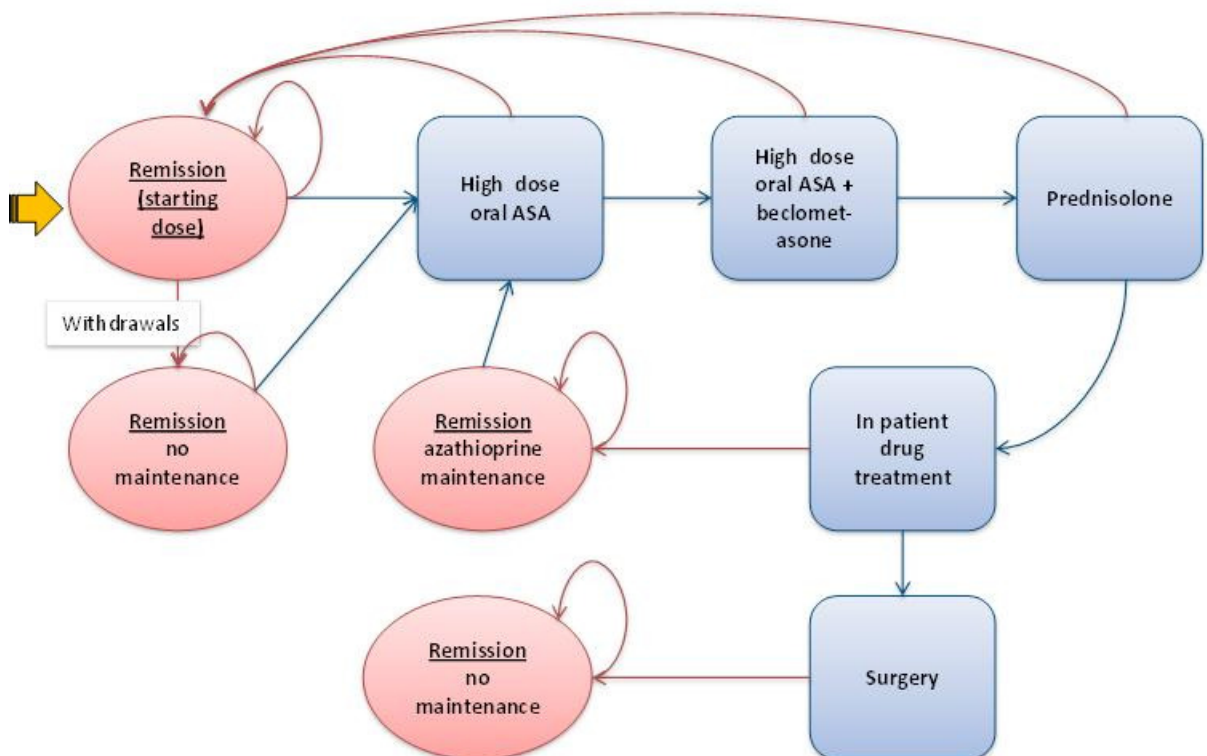 Remission
(starting
dose)
High dose
oral ASA
High dose
oral ASA +
beclomet-
asone
Prednisolone
Withdrawals
Remission
no
maintenance
Remission
azathioprine
maintenance
In patient
drug
treatment
Remission
no
maintenance
Surgery